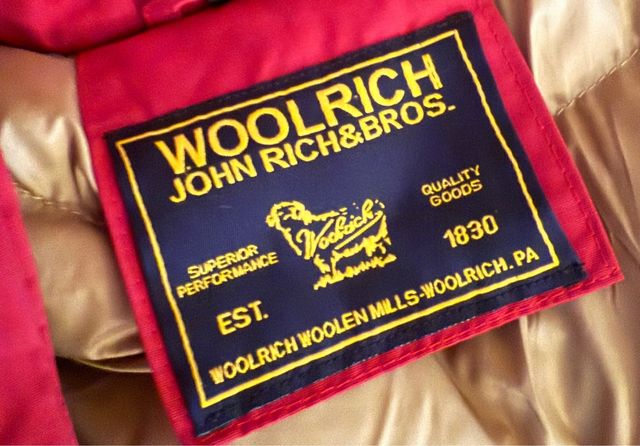 WOOLRICH
JOHN RICH&BROS.
SUPERIOR
PERFORMANCE
Woolrich
QUALITY
GOODS
EST.
1830
WOOLRICH WOOLEN MILLS-WOOLRICH.PA